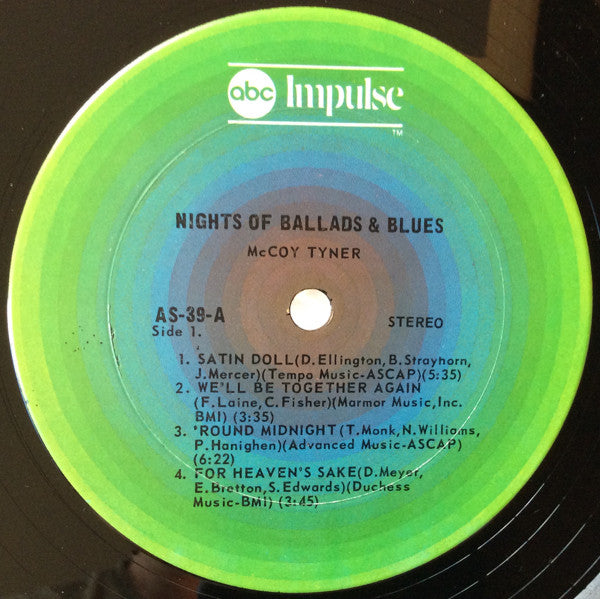 abc Impulse
TM
NIGHTS OF BALLADS & BLUES
McCOY TYNER
AS-39-A
Side 1.
STEREO
1. SATIN DOLL(D.Ellington,B.Strayhorn,
J.Mercer)(Tempo Music-ASCAP)(5:35)
2. WE'LL BE TOGETHER AGAIN
(F.Laine,C.Fisher)(Marmor Music,Inc.
BMI) (3:35)
3. 'ROUND MIDNIGHT(T.Monk,N.Williams,
P.Hanighen)(Advanced Music-ASCAP)
(6:22)
4. FOR HEAVEN'S SAKE(D.Meyer,
E.Bretton,S.Edwards)(Duchess
Music-BMI) (3:45)